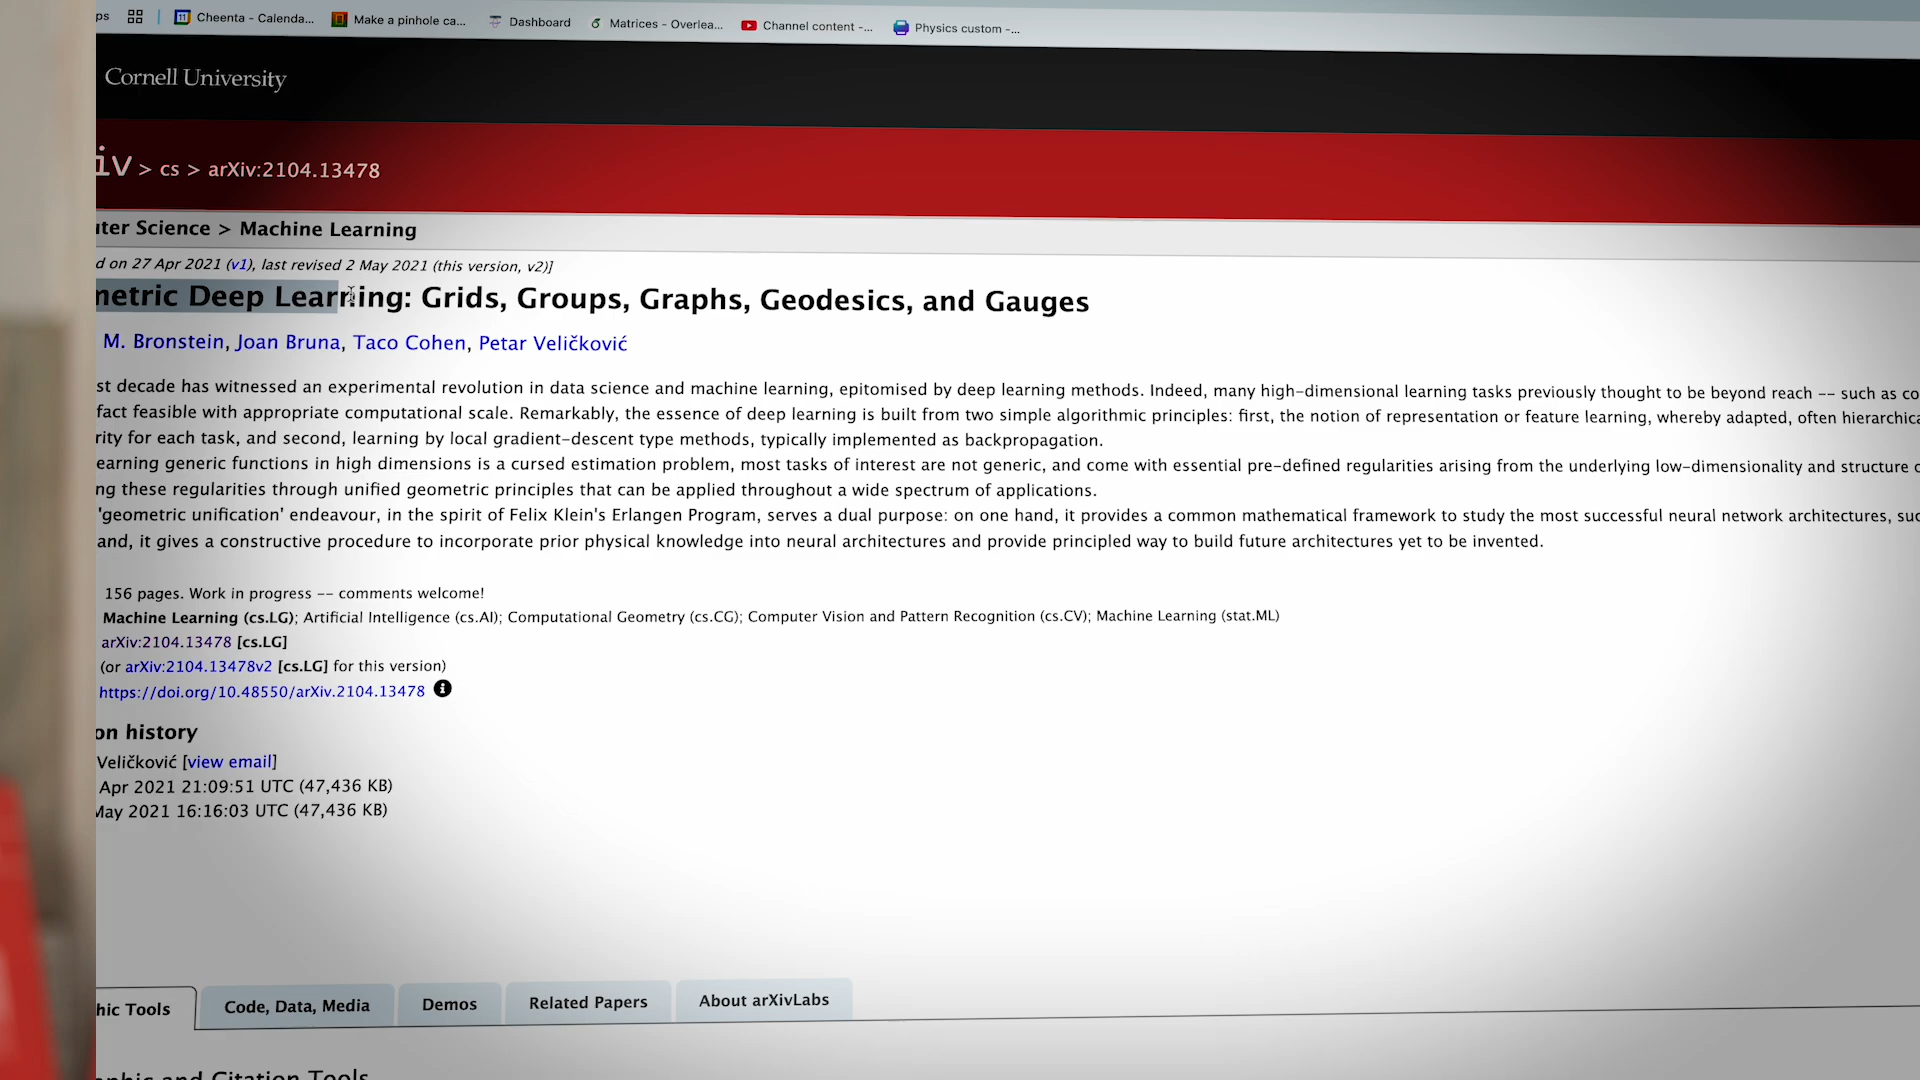 ps Cheenta - Calenda... Make a pinhole ca... Dashboard Matrices - Overlea... Channel content -... Physics custom -...
Cornell University
iv > cs > arXiv:2104.13478
uter Science > Machine Learning
d on 27 Apr 2021 (v1), last revised 2 May 2021 (this version, v2)]
metric Deep Learning: Grids, Groups, Graphs, Geodesics, and Gauges
M. Bronstein, Joan Bruna, Taco Cohen, Petar Veličković
st decade has witnessed an experimental revolution in data science and machine learning, epitomised by deep learning methods. Indeed, many high-dimensional learning tasks previously thought to be beyond reach -- such as co
fact feasible with appropriate computational scale. Remarkably, the essence of deep learning is built from two simple algorithmic principles: first, the notion of representation or feature learning, whereby adapted, often hierarchica
rity for each task, and second, learning by local gradient-descent type methods, typically implemented as backpropagation.
earning generic functions in high dimensions is a cursed estimation problem, most tasks of interest are not generic, and come with essential pre-defined regularities arising from the underlying low-dimensionality and structure o
ng these regularities through unified geometric principles that can be applied throughout a wide spectrum of applications.
'geometric unification' endeavour, in the spirit of Felix Klein's Erlangen Program, serves a dual purpose: on one hand, it provides a common mathematical framework to study the most successful neural network architectures, suc
and, it gives a constructive procedure to incorporate prior physical knowledge into neural architectures and provide principled way to build future architectures yet to be invented.
156 pages. Work in progress -- comments welcome!
Machine Learning (cs.LG); Artificial Intelligence (cs.AI); Computational Geometry (cs.CG); Computer Vision and Pattern Recognition (cs.CV); Machine Learning (stat.ML)
arXiv:2104.13478 [cs.LG]
(or arXiv:2104.13478v2 [cs.LG] for this version)
https://doi.org/10.48550/arXiv.2104.13478
on history
Veličković [view email]
Apr 2021 21:09:51 UTC (47,436 KB)
May 2021 16:16:03 UTC (47,436 KB)
hic Tools Code, Data, Media Demos Related Papers About arXivLabs
aphic and Citation Tools